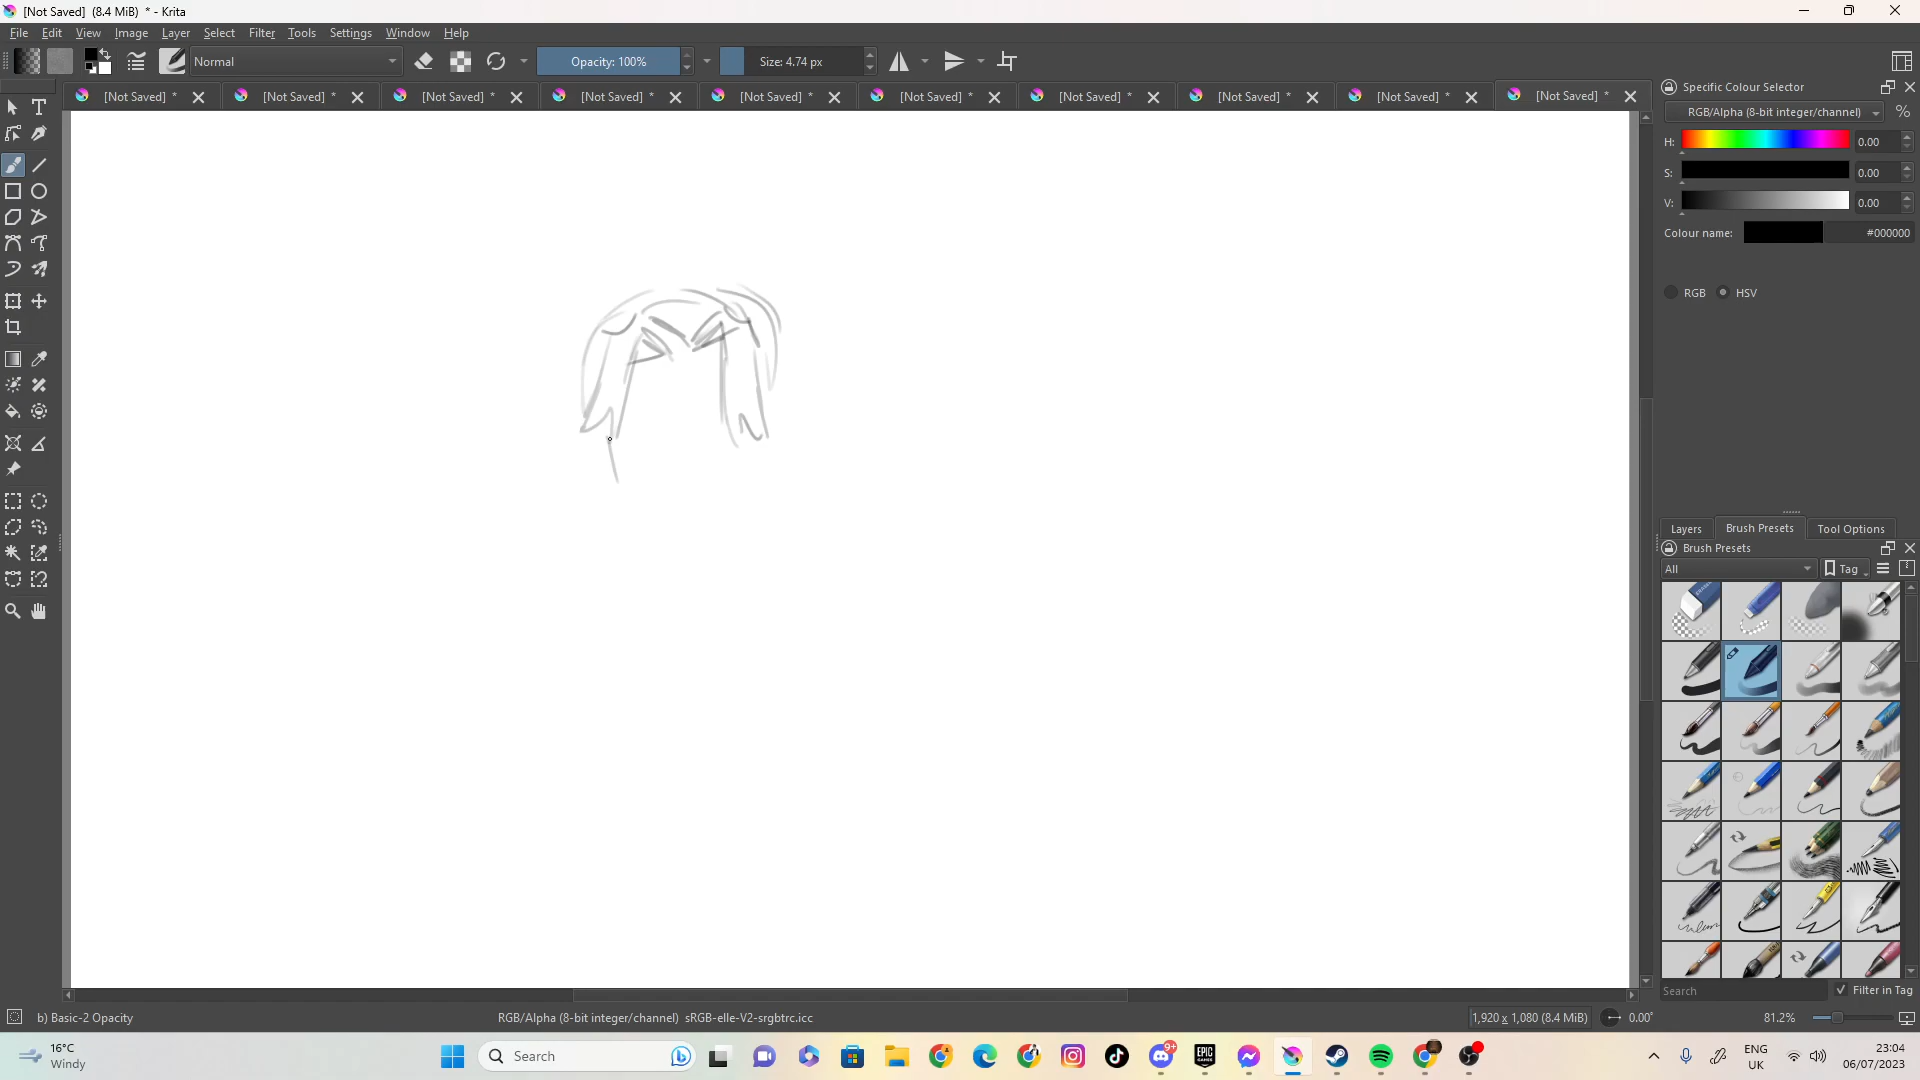 [Not Saved]  (8.4 MiB)  * - Krita
File Edit View Image Layer Select Filter Tools Settings Window Help
Normal
Opacity: 100%
Size: 4.74 px
[Not Saved] *
[Not Saved] *
[Not Saved] *
[Not Saved] *
[Not Saved] *
[Not Saved] *
[Not Saved] *
[Not Saved] *
[Not Saved] *
[Not Saved] *
Specific Colour Selector
RGB/Alpha (8-bit integer/channel)
%
H: 0.00
S: 0.00
V: 0.00
Colour name: #000000
RGB HSV
Layers Brush Presets Tool Options
Brush Presets
All
Tag
Search
Filter in Tag
b) Basic-2 Opacity
RGB/Alpha (8-bit integer/channel)  sRGB-elle-V2-srgbtrc.icc
1,920 x 1,080 (8.4 MiB)
0.00°
81.2%
16°C
Windy
Search
9+
EPIC GAMES
ENG
UK
23:04
06/07/2023